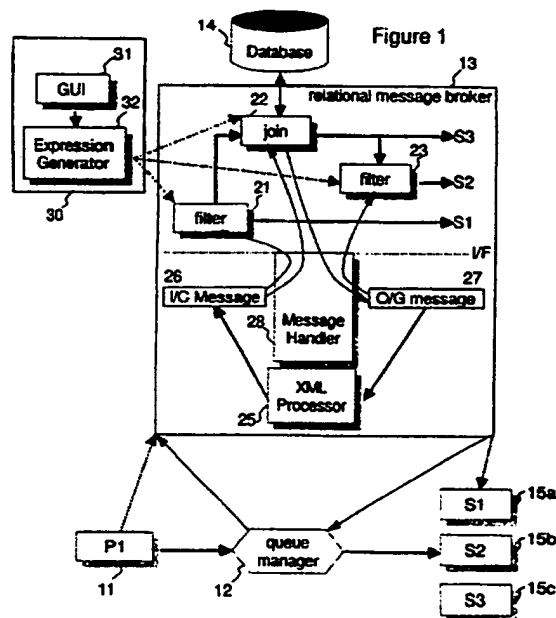 Figure 1
14
Database
13
31
GUI
32
Expression
Generator
30
relational message broker
22
join
S3
23
filter
S2
21
filter
S1
I/F
26
I/C Message
27
O/G message
28
Message
Handler
XML
Processor
25
P1
11
queue
manager
12
S1
15a
S2
15b
S3
15c